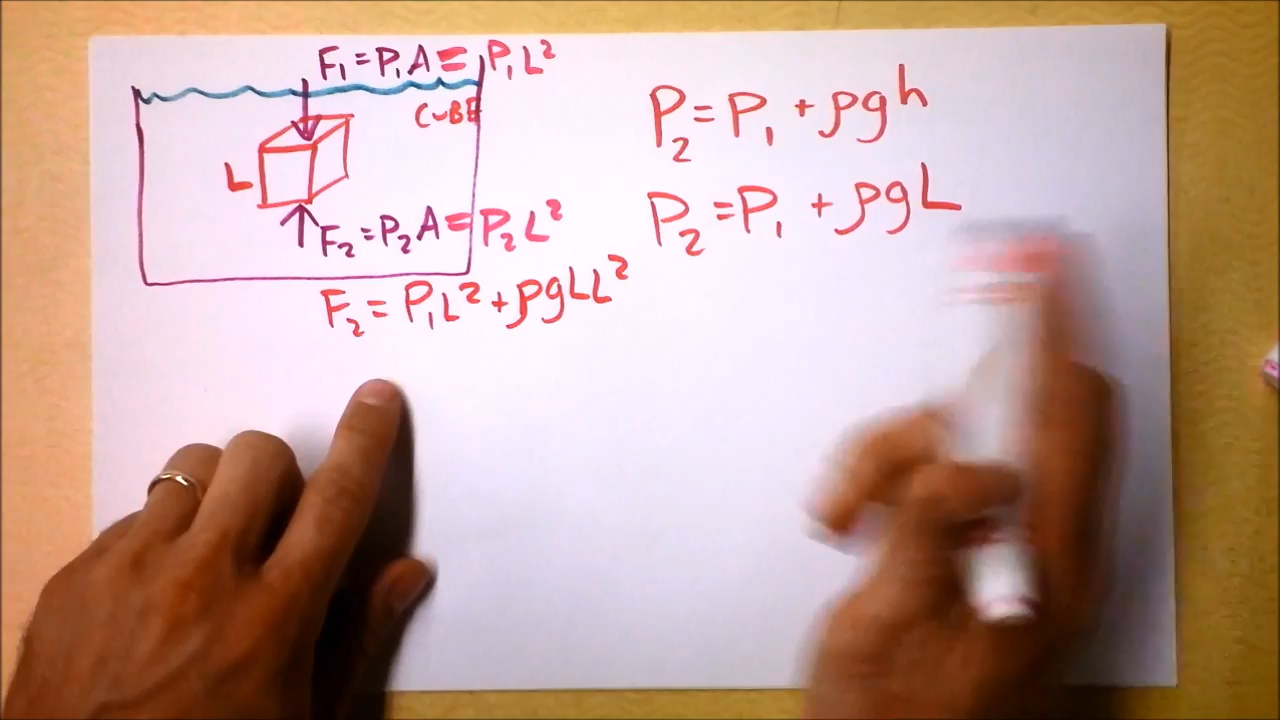 F₁ = P₁A = P₁L²
CUBE
L
F₂ = P₂A = P₂L²
F₂ = P₁L² + ρgLL²
P₂ = P₁ + ρgh
P₂ = P₁ + ρgL